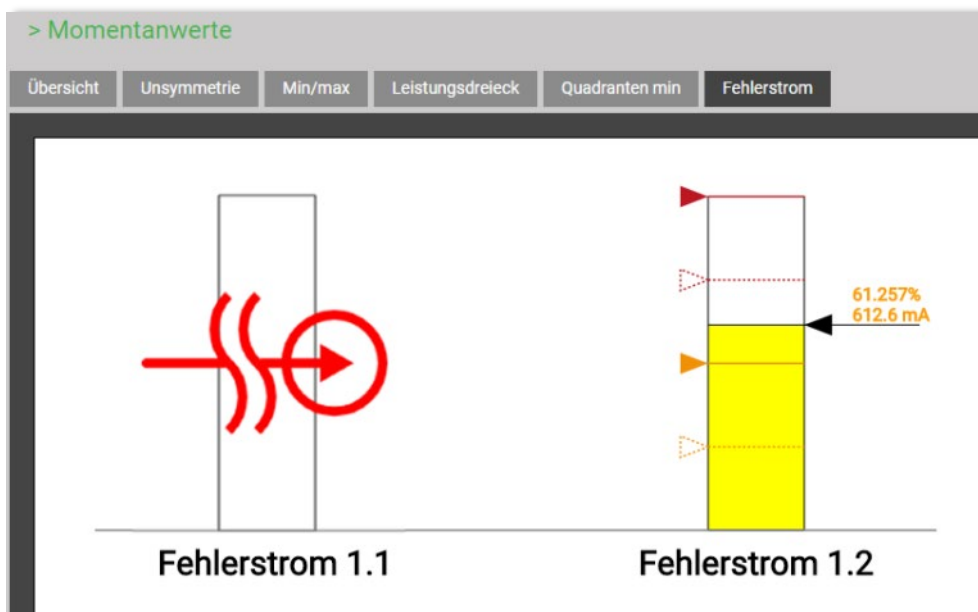 > Momentanwerte
Übersicht Unsymmetrie Min/max Leistungsdreieck Quadranten min Fehlerstrom
61.257%
612.6 mA
Fehlerstrom 1.1 Fehlerstrom 1.2